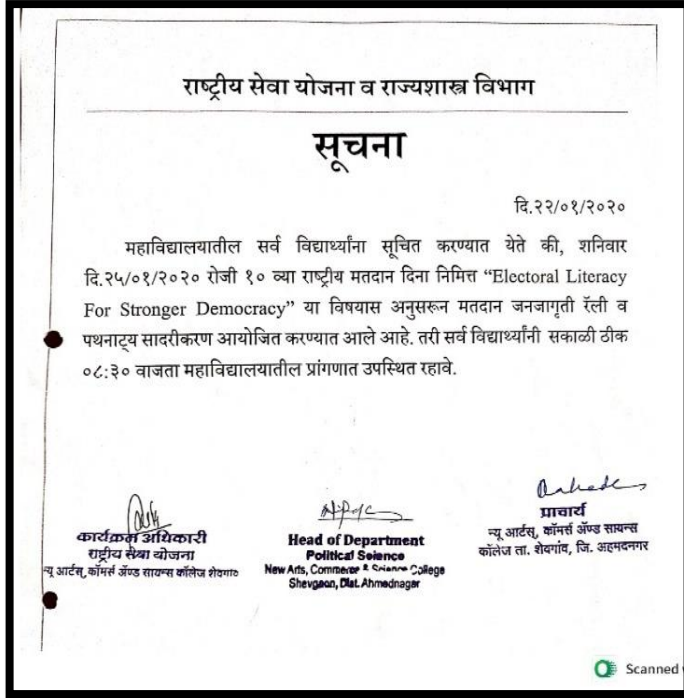 राष्ट्रीय सेवा योजना व राज्यशास्त्र विभाग
सूचना
दि.२२/०१/२०२०
महाविद्यालयातील सर्व विद्यार्थ्यांना सूचित करण्यात येते की, शनिवार
दि.२५/०१/२०२० रोजी १० व्या राष्ट्रीय मतदान दिना निमित्त “Electoral Literacy
For Stronger Democracy” या विषयास अनुसरून मतदान जनजागृती रॅली व
पथनाट्य सादरीकरण आयोजित करण्यात आले आहे. तरी सर्व विद्यार्थ्यांनी सकाळी ठीक
०८:३० वाजता महाविद्यालयातील प्रांगणात उपस्थित रहावे.
कार्यक्रम अधिकारी
राष्ट्रीय सेवा योजना
न्यू आर्टस्, कॉमर्स अॅण्ड सायन्स कॉलेज शेवगाव
Head of Department
Political Science
New Arts, Commerce & Science College
Shevgaon, Dist. Ahmednagar
प्राचार्य
न्यू आर्टस्, कॉमर्स अॅण्ड सायन्स
कॉलेज ता. शेवगांव, जि. अहमदनगर
Scanned